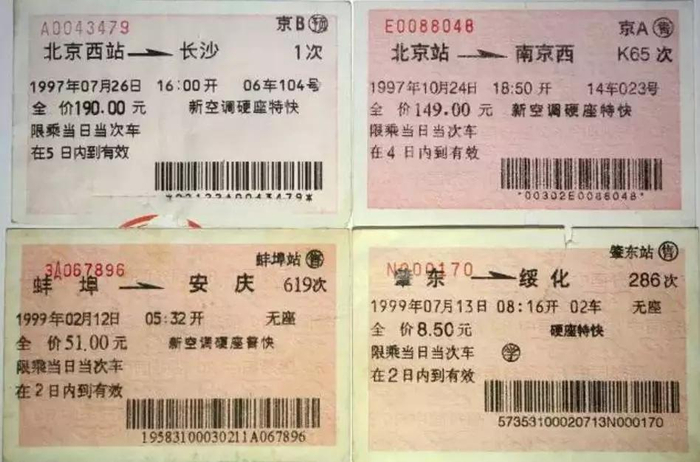 A0043479 京B 预
北京西站 长沙 1次
1997年07月26日 16:00开 06车104号
全 价190.00元 新空调硬座特快
限乘当日当次车
在5日内到有效
*00132A0043479*
E0088048 京A 售
北京站 南京西 K65次
1997年10月24日 18:50开 14车023号
全 价149.00元 新空调硬座特快
限乘当日当次车
在4日内到有效
*00302E0088048*
3A067896 蚌埠站 售
蚌埠 安庆 619次
1999年02月12日 05:32开 无座
全 价51.00元 新空调硬座普快
限乘当日当次车
在2日内到有效
19583100030211A067896
N000170 肇东站 售
肇东 绥化 286次
1999年07月13日 08:16开 02车 无座
全 价8.50元 硬座特快
限乘当日当次车 学
在2日内到有效
57353100020713N000170